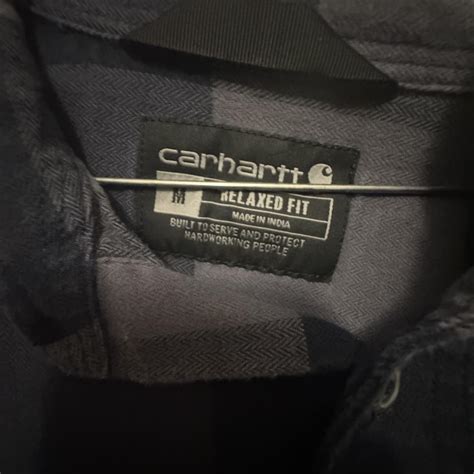 carhartt
M RELAXED FIT
MADE IN INDIA
BUILT TO SERVE AND PROTECT
HARDWORKING PEOPLE